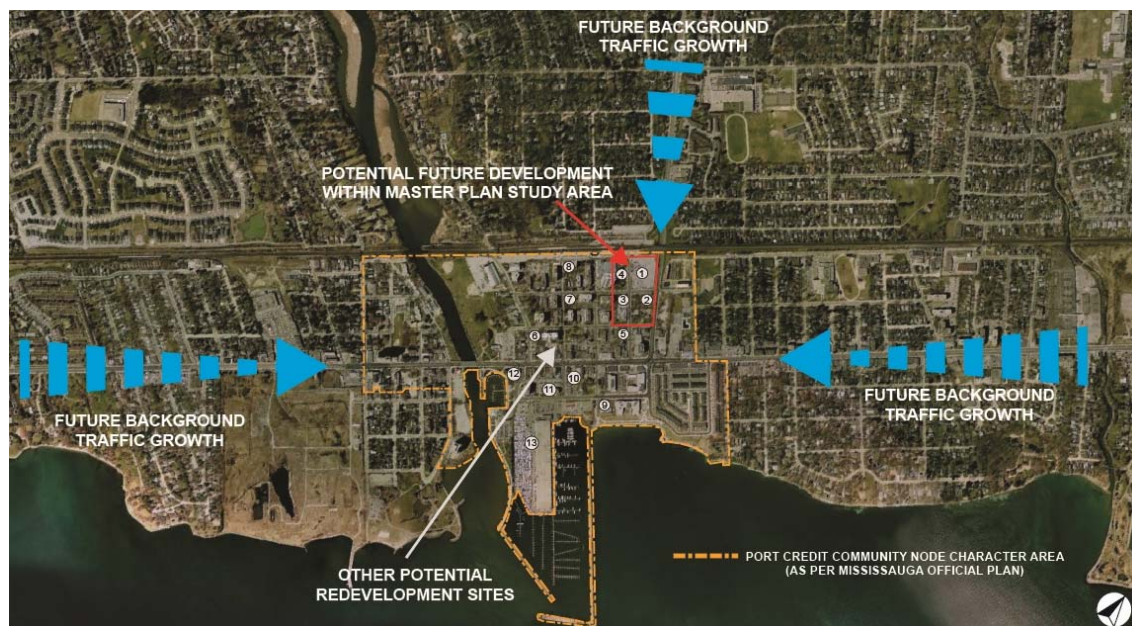 FUTURE BACKGROUND
TRAFFIC GROWTH
POTENTIAL FUTURE DEVELOPMENT
WITHIN MASTER PLAN STUDY AREA
8
4
1
7
3
2
6
5
12
10
11
9
13
FUTURE BACKGROUND
TRAFFIC GROWTH
FUTURE BACKGROUND
TRAFFIC GROWTH
OTHER POTENTIAL
REDEVELOPMENT SITES
PORT CREDIT COMMUNITY NODE CHARACTER AREA
(AS PER MISSISSAUGA OFFICIAL PLAN)